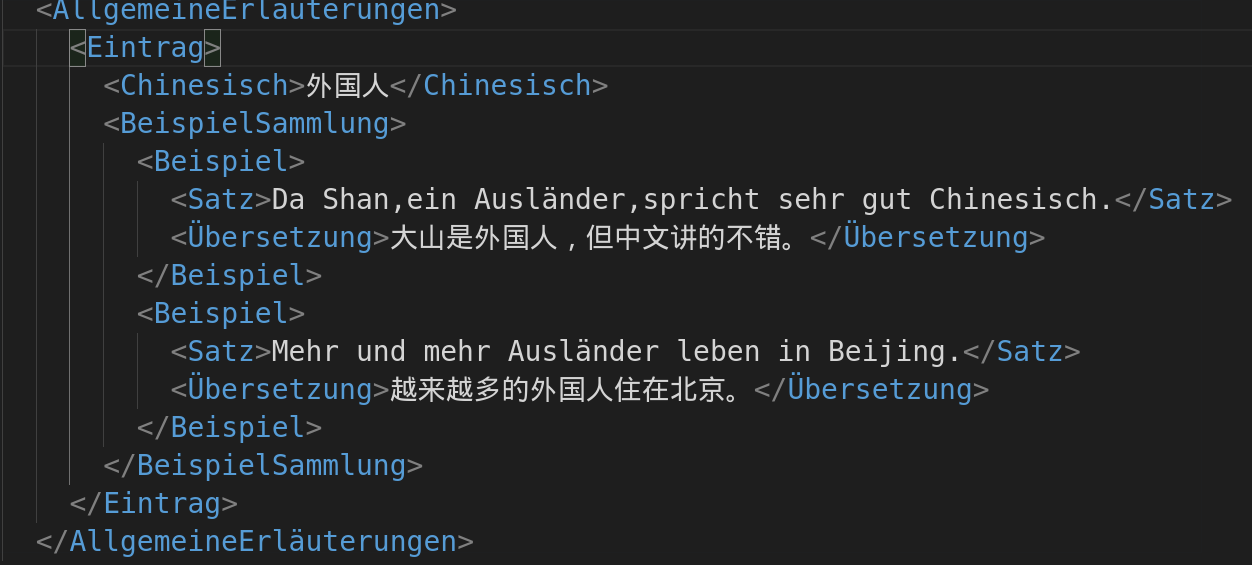 <AllgemeineErläuterungen>
<Eintrag>
<Chinesisch>外国人</Chinesisch>
<BeispielSammlung>
<Beispiel>
<Satz>Da Shan,ein Ausländer,spricht sehr gut Chinesisch.</Satz>
<Übersetzung>大山是外国人，但中文讲的不错。</Übersetzung>
</Beispiel>
<Beispiel>
<Satz>Mehr und mehr Ausländer leben in Beijing.</Satz>
<Übersetzung>越来越多的外国人住在北京。</Übersetzung>
</Beispiel>
</BeispielSammlung>
</Eintrag>
</AllgemeineErläuterungen>